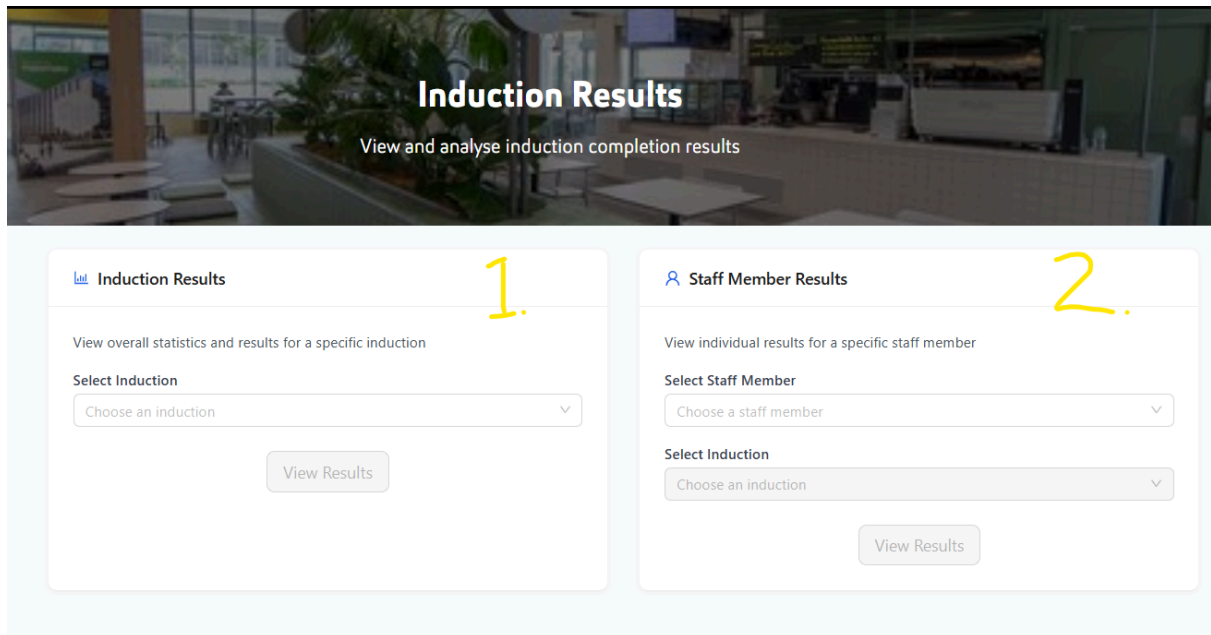 Induction Results
View and analyse induction completion results
Induction Results
1.
View overall statistics and results for a specific induction
Select Induction
Choose an induction
View Results
Staff Member Results
2.
View individual results for a specific staff member
Select Staff Member
Choose a staff member
Select Induction
Choose an induction
View Results